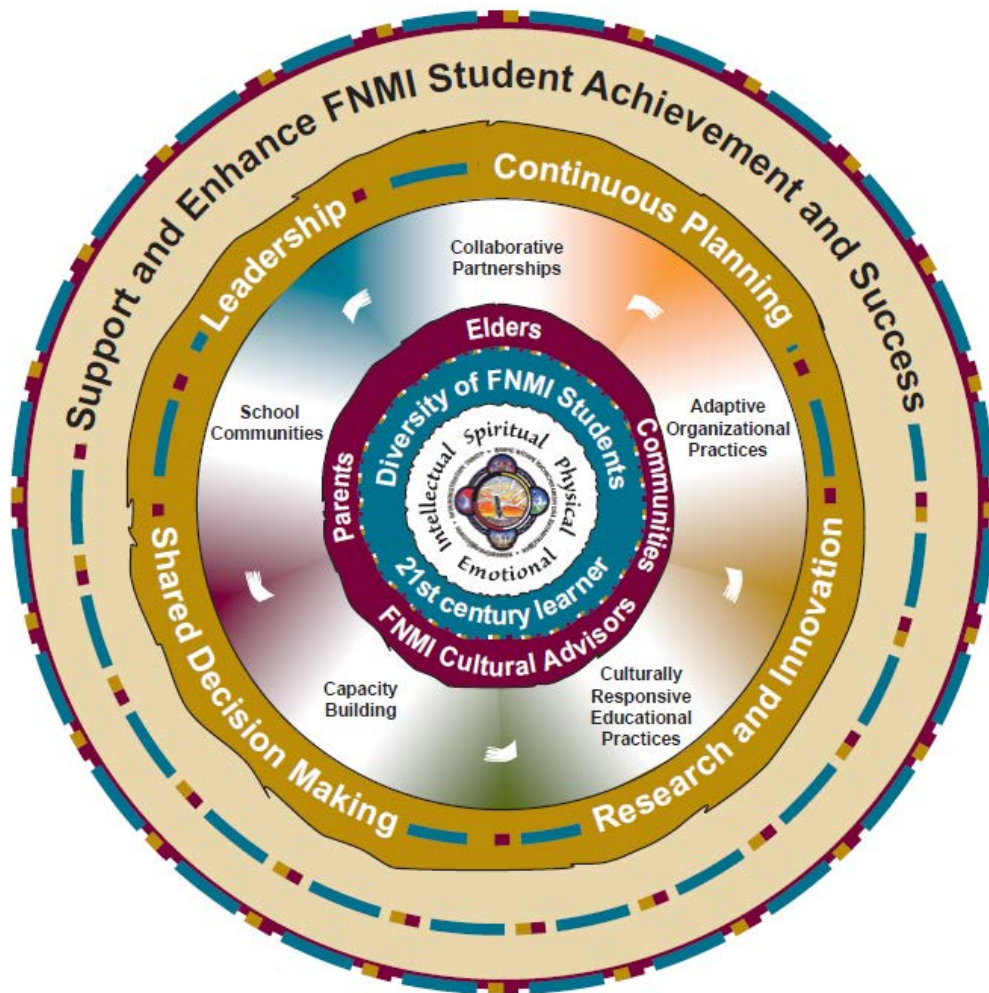 Support and Enhance FNMI Student Achievement and Success
Leadership
Continuous Planning
Shared Decision Making
Research and Innovation
Collaborative
Partnerships
School
Communities
Adaptive
Organizational
Practices
Capacity
Building
Culturally
Responsive
Educational
Practices
Elders
Parents
Communities
FNMI Cultural Advisors
Diversity of FNMI Students
21st century learner
Intellectual
Spiritual
Physical
Emotional